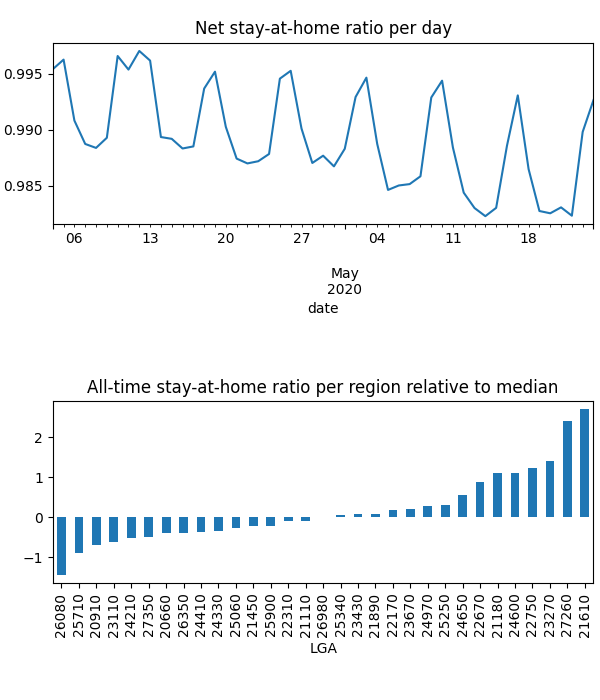 Net stay-at-home ratio per day
0.995
0.990
0.985
06 13 20 27 04 11 18
May
2020
date
All-time stay-at-home ratio per region relative to median
2
1
0
−1
26080 25710 20910 23110 24210 27350 20660 26350 24410 24330 25060 21450 25900 22310 21110 26980 25340 23430 21890 22170 23670 24970 25250 24650 22670 21180 24600 22750 23270 27260 21610
LGA